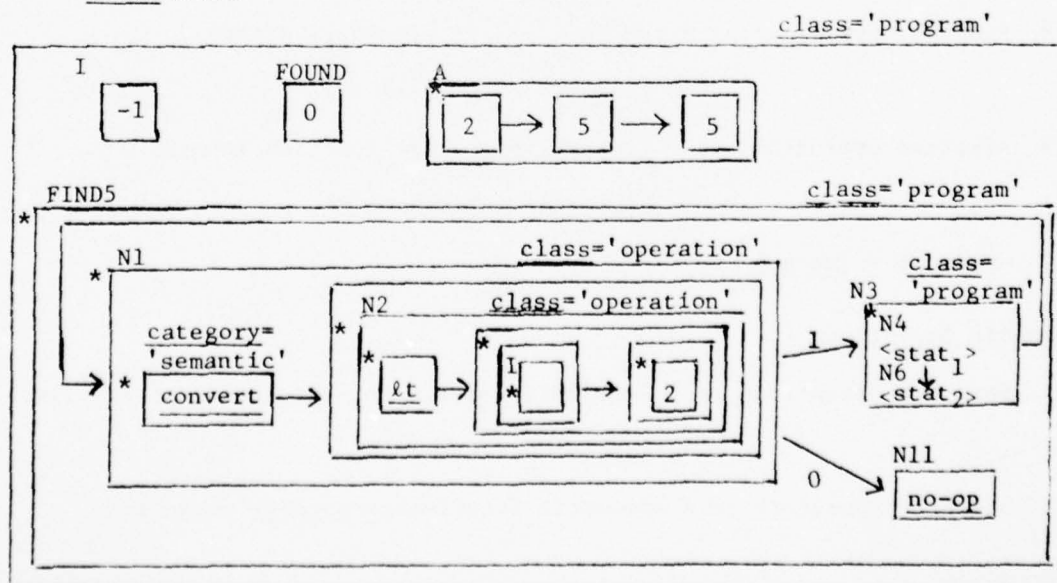 class='program'
I
FOUND
A
-1
0
*
2
5
5
FIND5
class='program'
*
N1
class='operation'
*
class=
'program'
N2
class='operation'
N3
category=
'semantic'
*
*
*
*
N4
1
*
I
*
<stat1>
*
convert
ℓt
*
2
N6
1
<stat2>
0
N11
no-op